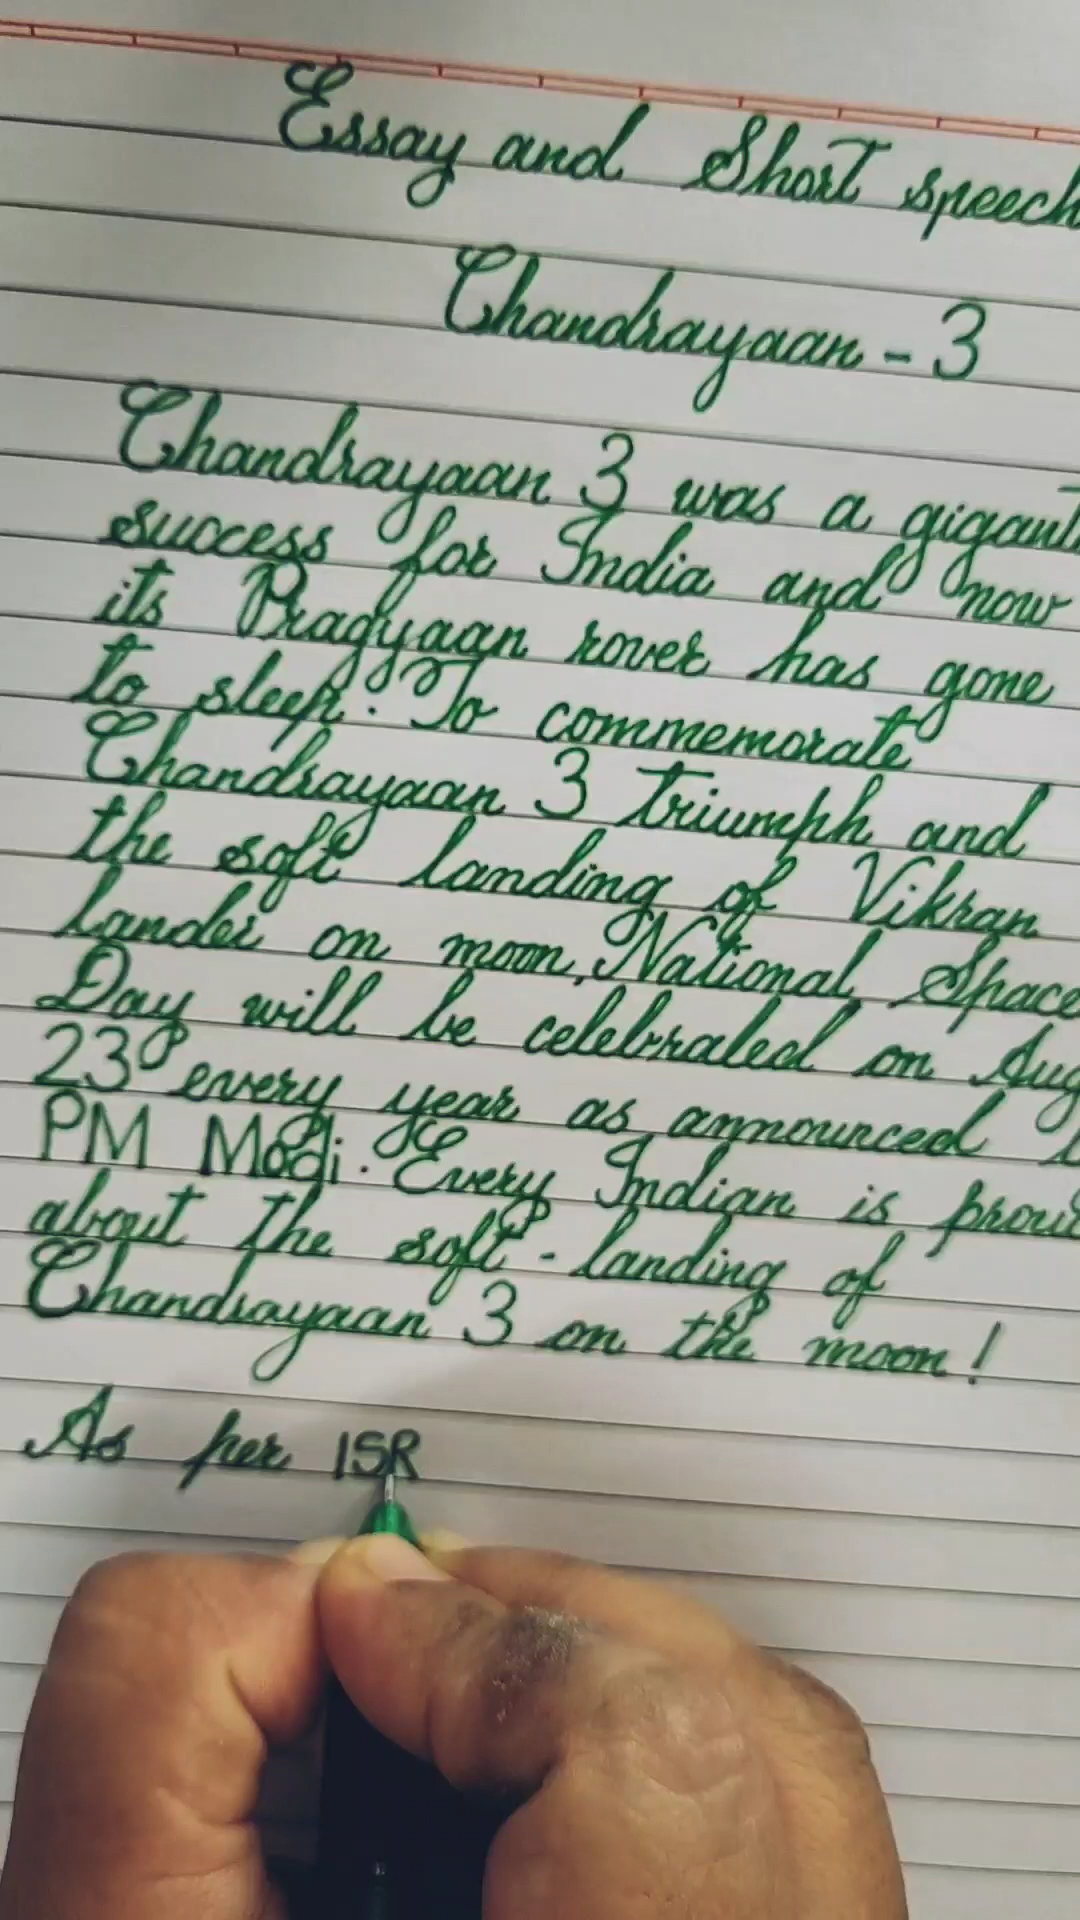 Essay and Short speech
Chandrayaan - 3
Chandrayaan 3 was a gigant
success for India and now
its Pragyaan rover has gone
to sleep. To commemorate
Chandrayaan 3 triumph and
the soft landing of Vikran
lander on moon, National Space
Day will be celebrated on Aug
23 every year as announced
PM Modi. Every Indian is proud
about the soft-landing of
Chandrayaan 3 on the moon!
As per ISR